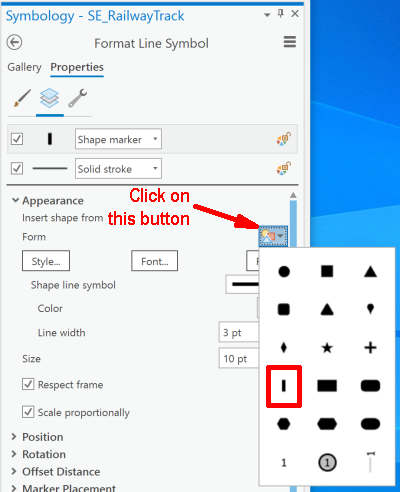 Symbology - SE_RailwayTrack
Format Line Symbol
Gallery Properties
Shape marker
Solid stroke
Appearance
Click on
this button
Insert shape from
Form
Style... Font...
Shape line symbol
Color
Line width 3 pt
Size 10 pt
Respect frame
Scale proportionally
Position
Rotation
Offset Distance
Marker Placement
1 1 1